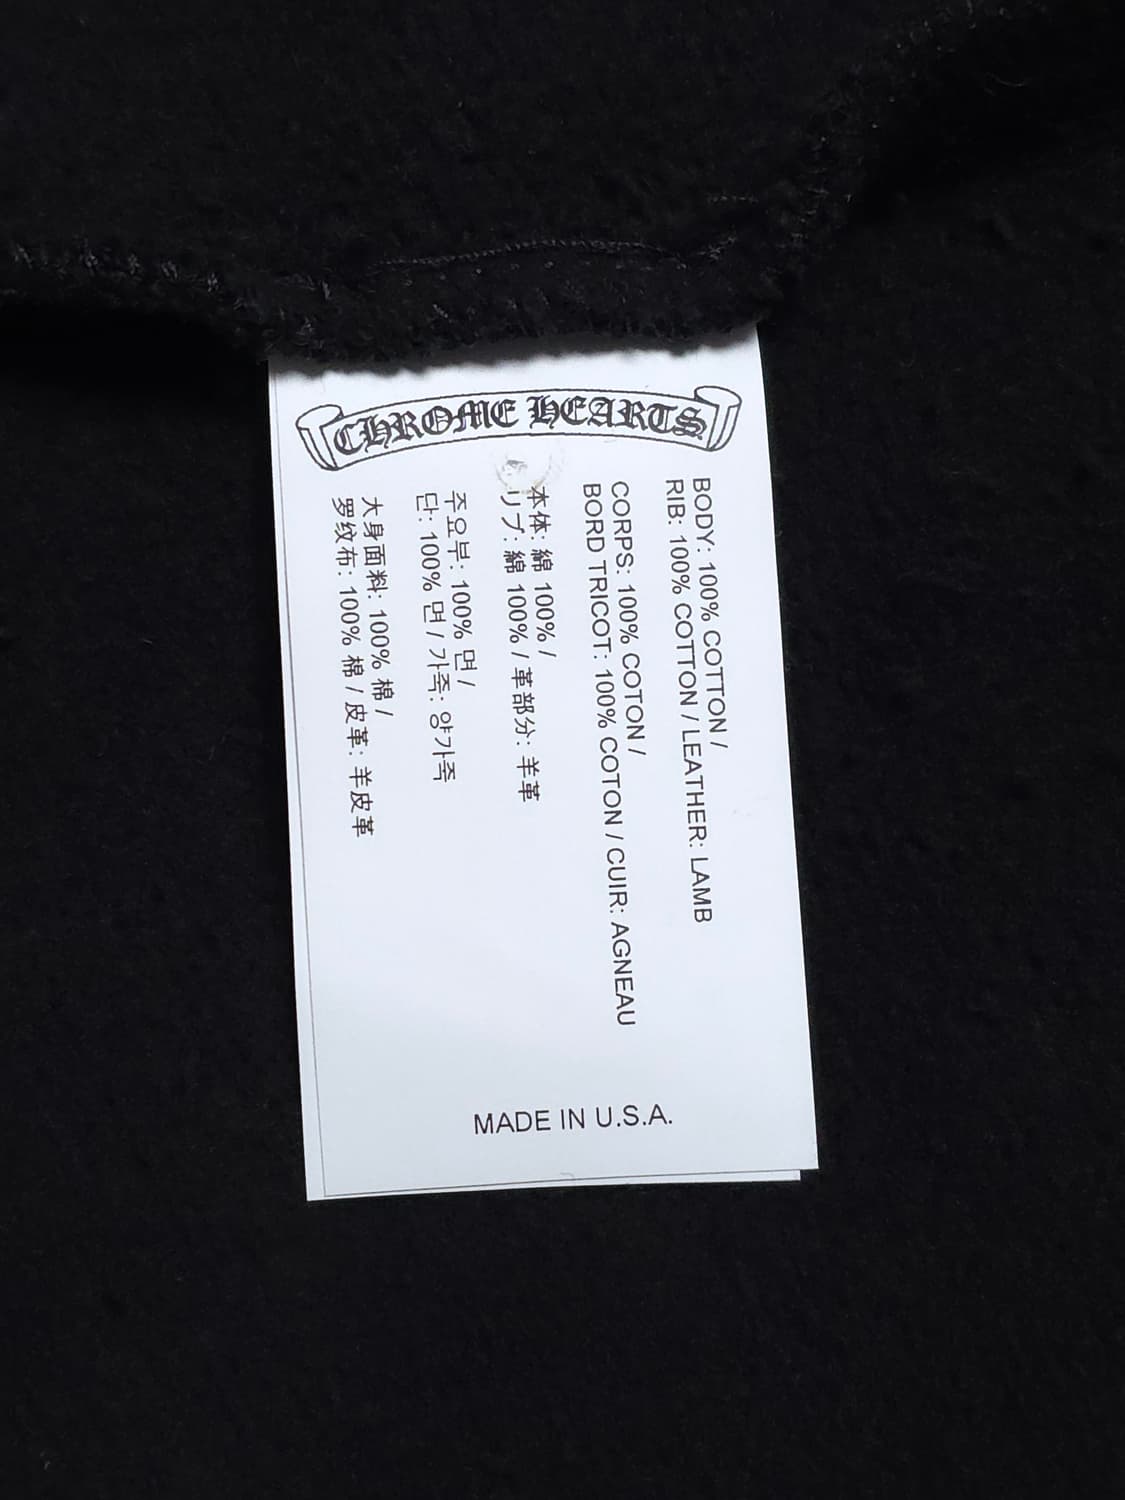 CHROME HEARTS
BODY: 100% COTTON /
RIB: 100% COTTON / LEATHER: LAMB
CORPS: 100% COTON /
BORD TRICOT: 100% COTON / CUIR: AGNEAU
本体: 綿 100% /
リブ: 綿 100% / 革部分: 羊革
주요부: 100% 면 /
단: 100% 면 / 가죽: 양가죽
大身面料: 100% 棉 /
罗纹布: 100% 棉 / 皮革: 羊皮革
MADE IN U.S.A.